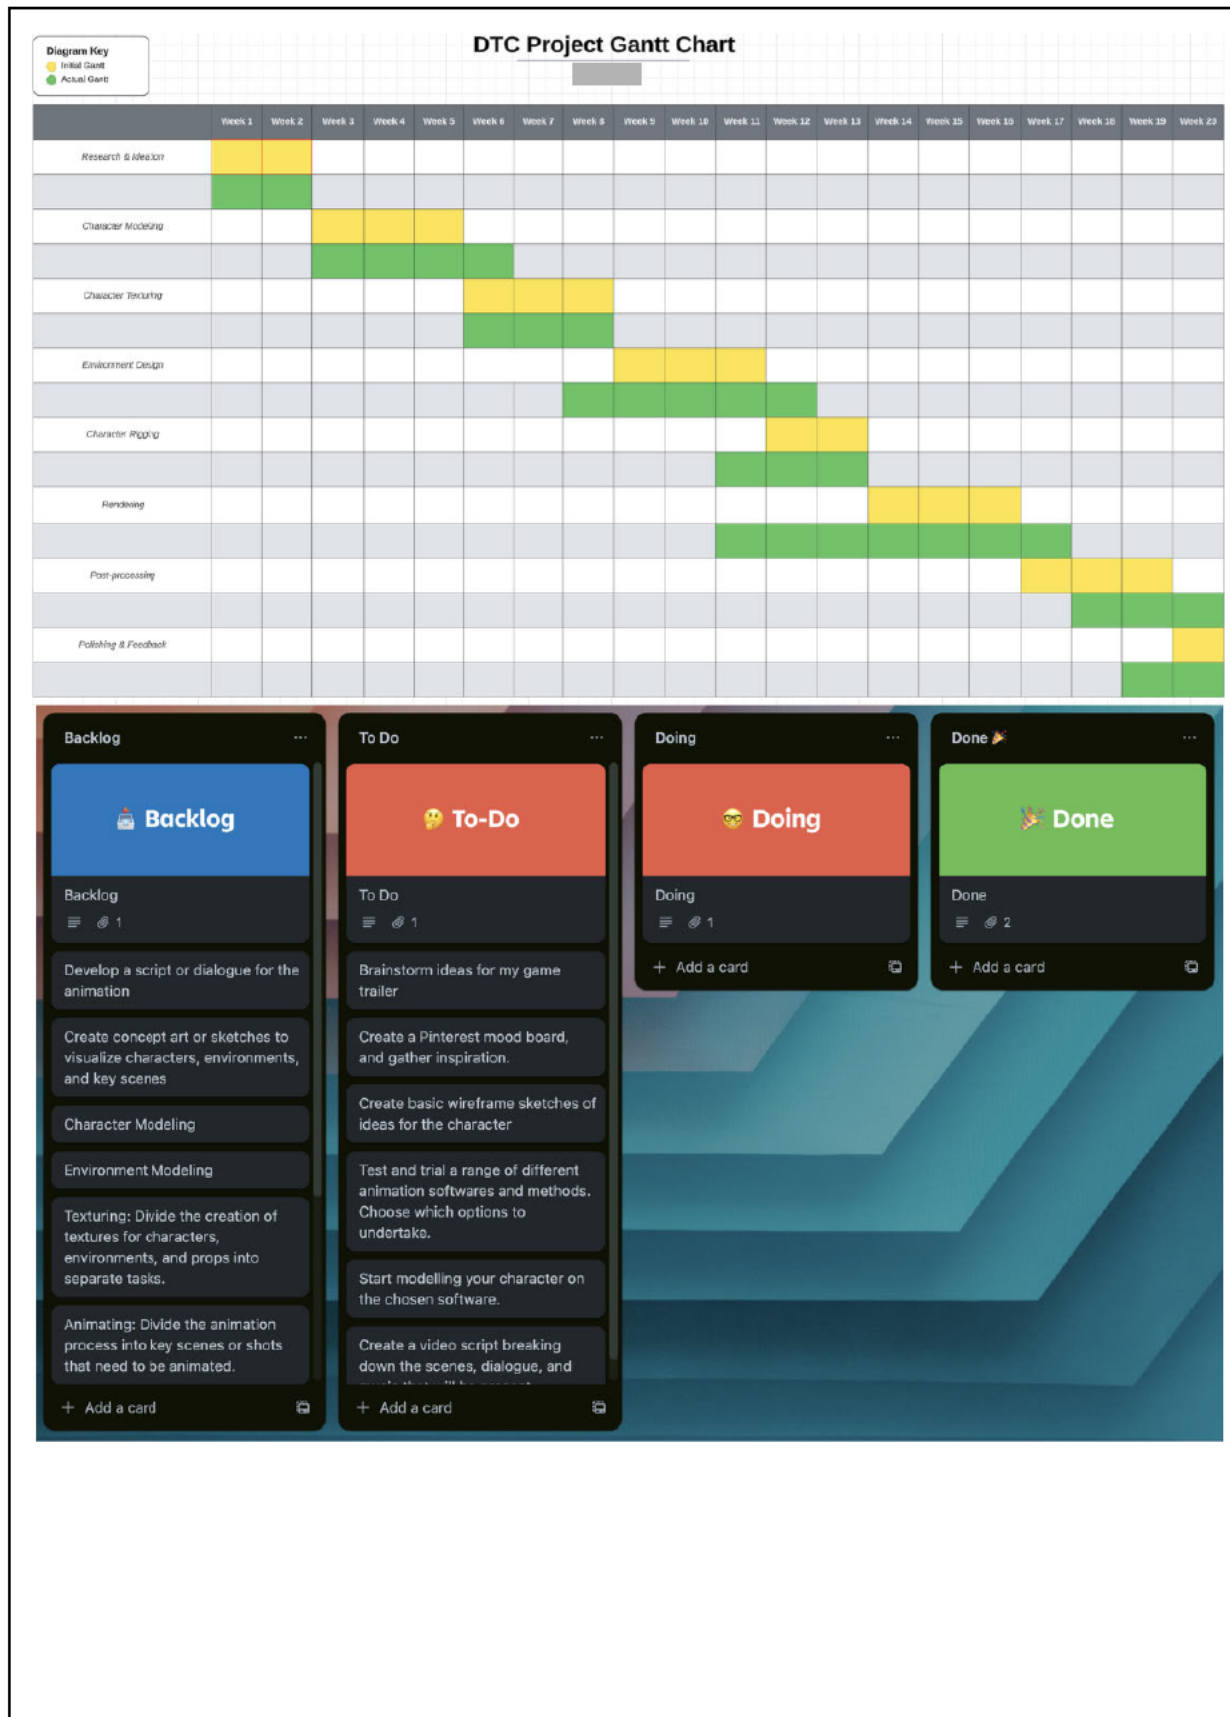 DTC Project Gantt Chart
Diagram Key
Initial Gantt
Actual Gantt
Week 1 Week 2 Week 3 Week 4 Week 5 Week 6 Week 7 Week 8 Week 9 Week 10 Week 11 Week 12 Week 13 Week 14 Week 15 Week 16 Week 17 Week 18 Week 19 Week 20
Research & Ideation
Character Modeling
Character Texturing
Environment Design
Character Rigging
Rendering
Post-processing
Polishing & Feedback
Backlog
Backlog
Backlog
1
Develop a script or dialogue for the
animation
Create concept art or sketches to
visualize characters, environments,
and key scenes
Character Modeling
Environment Modeling
Texturing: Divide the creation of
textures for characters,
environments, and props into
separate tasks.
Animating: Divide the animation
process into key scenes or shots
that need to be animated.
+ Add a card
To Do
🤔 To-Do
To Do
1
Brainstorm ideas for my game
trailer
Create a Pinterest mood board,
and gather inspiration.
Create basic wireframe sketches of
ideas for the character
Test and trial a range of different
animation softwares and methods.
Choose which options to
undertake.
Start modelling your character on
the chosen software.
Create a video script breaking
down the scenes, dialogue, and
+ Add a card
Doing
🤓 Doing
Doing
1
+ Add a card
Done 🎉
🎉 Done
Done
2
+ Add a card